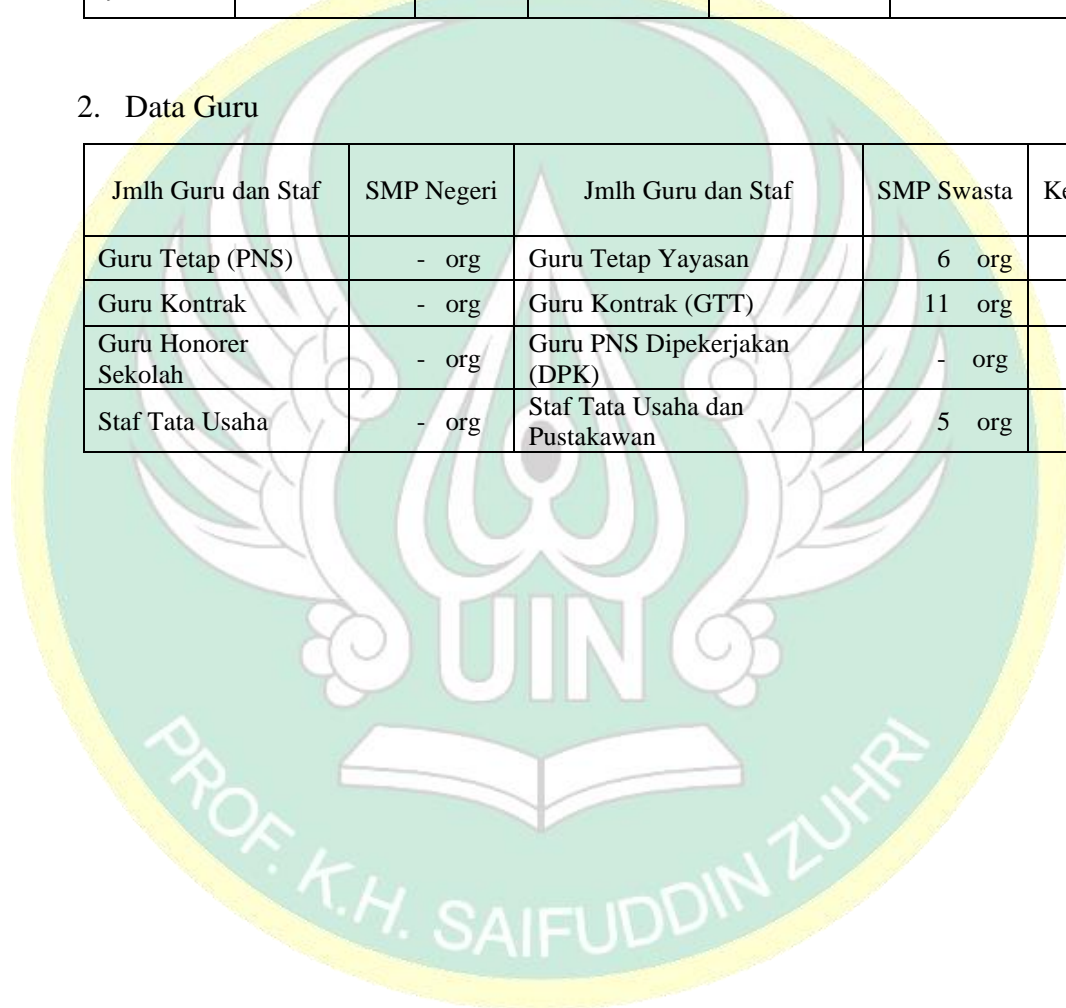 2. Data Guru
Jmlh Guru dan Staf SMP Negeri Jmlh Guru dan Staf SMP Swasta Ke
Guru Tetap (PNS) - org Guru Tetap Yayasan 6 org
Guru Kontrak - org Guru Kontrak (GTT) 11 org
Guru Honorer
Sekolah - org Guru PNS Dipekerjakan
(DPK) - org
Staf Tata Usaha - org Staf Tata Usaha dan
Pustakawan 5 org
UIN
PROF. K.H. SAIFUDDIN ZUHRI